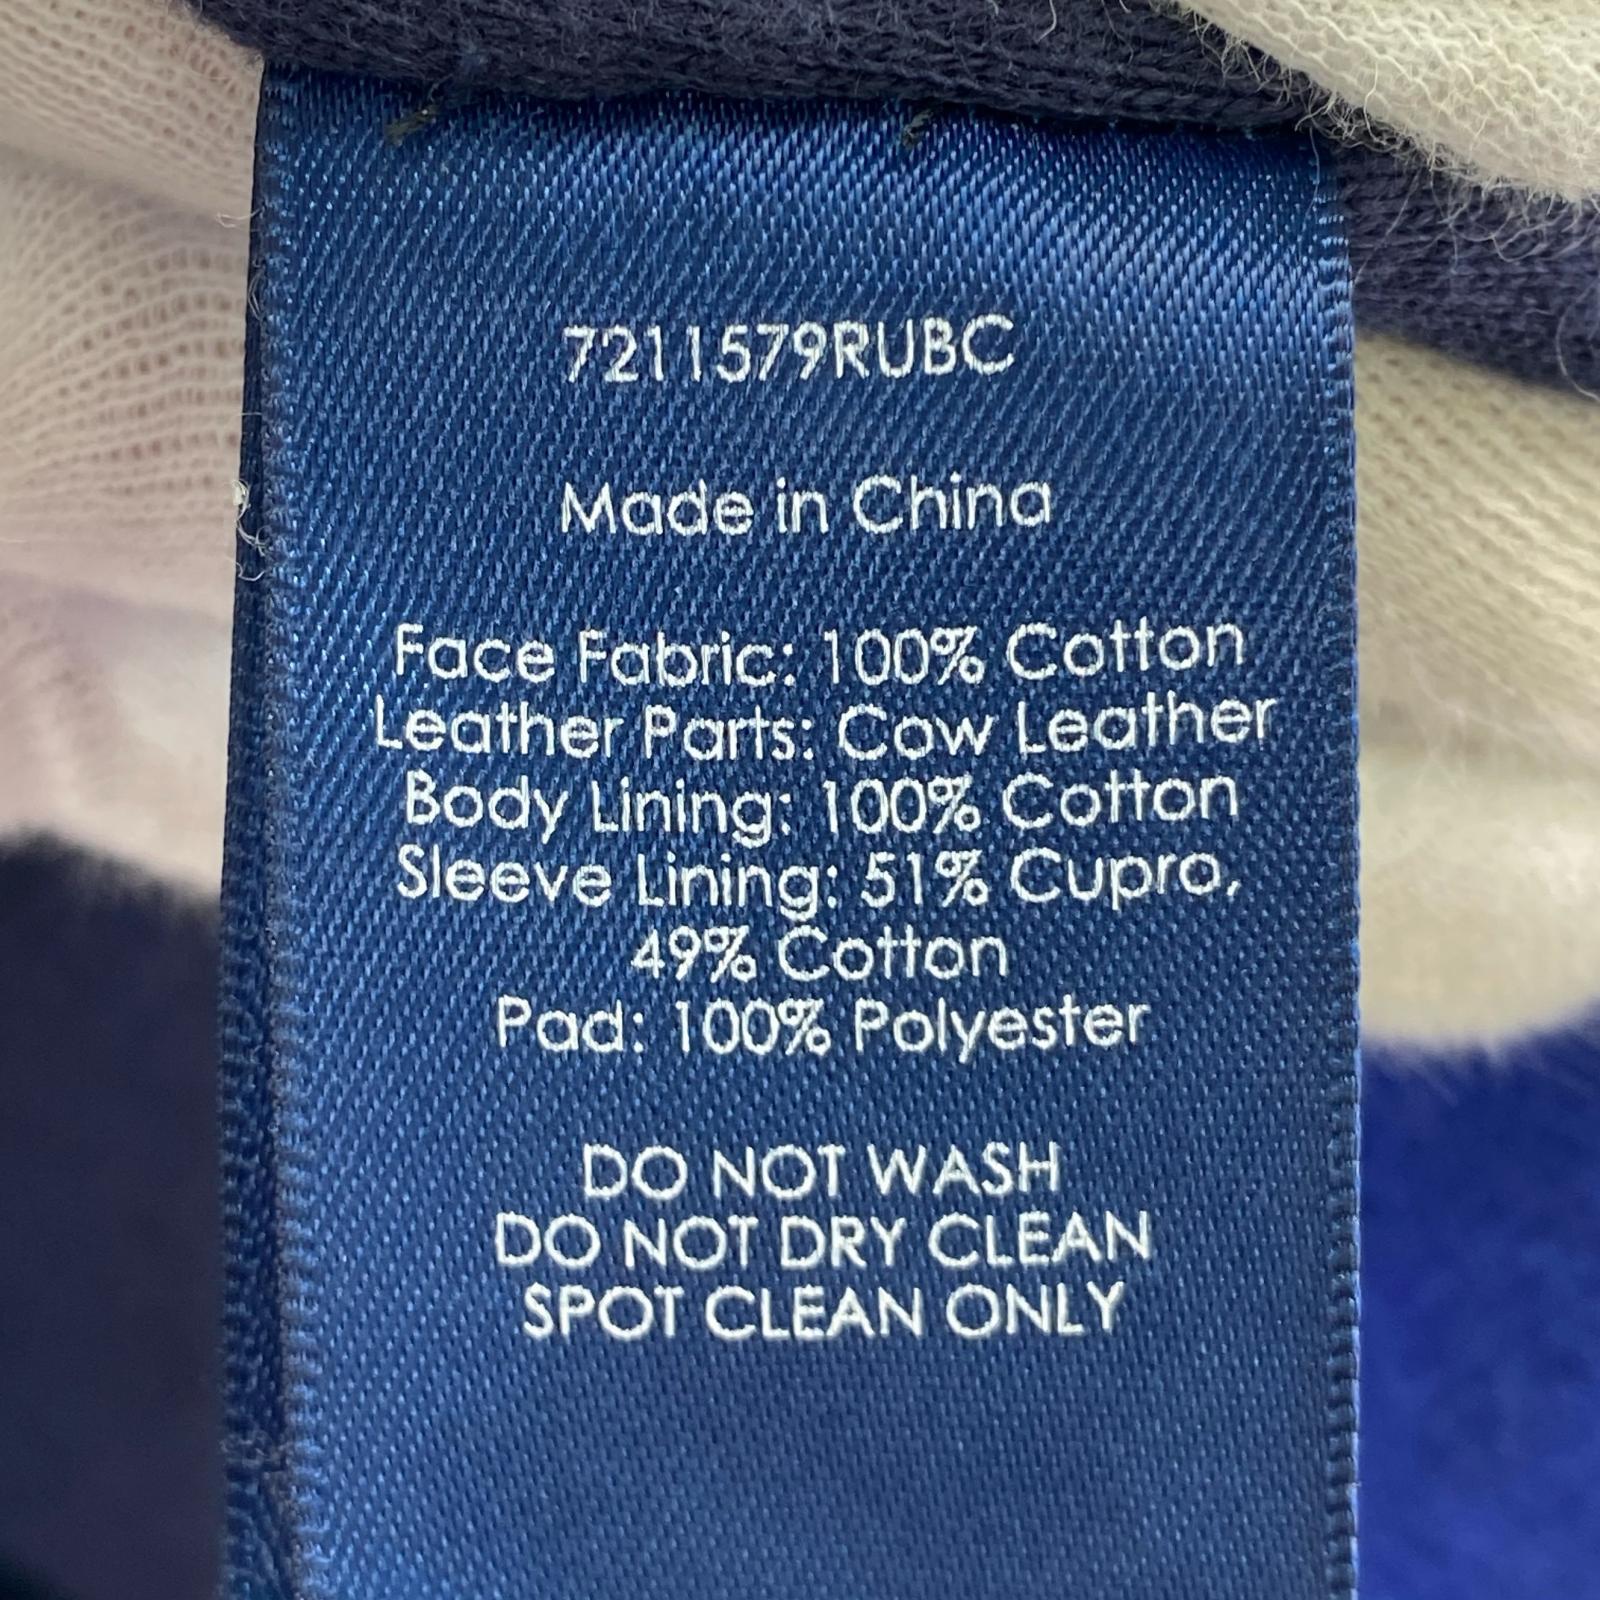 7211579RUBC
Made in China
Face Fabric: 100% Cotton
Leather Parts: Cow Leather
Body Lining: 100% Cotton
Sleeve Lining: 51% Cupro,
49% Cotton
Pad: 100% Polyester
DO NOT WASH
DO NOT DRY CLEAN
SPOT CLEAN ONLY